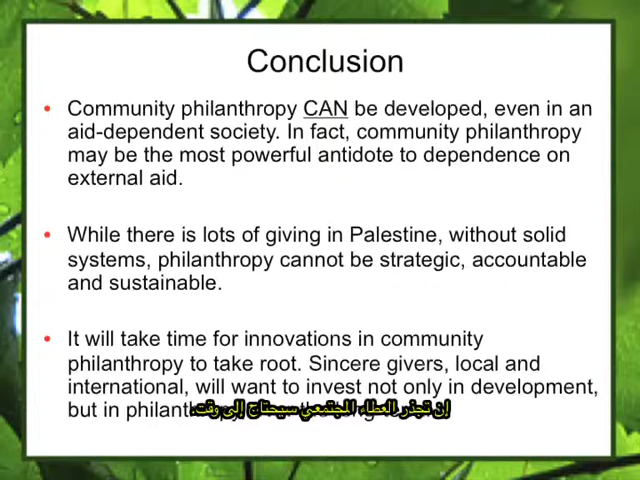 Conclusion
• Community philanthropy CAN be developed, even in an
aid-dependent society. In fact, community philanthropy
may be the most powerful antidote to dependence on
external aid.
• While there is lots of giving in Palestine, without solid
systems, philanthropy cannot be strategic, accountable
and sustainable.
• It will take time for innovations in community
philanthropy to take root. Sincere givers, local and
international, will want to invest not only in development,
but in
إن تجذر العطاء المجتمعي سيحتاج إلى وقت.